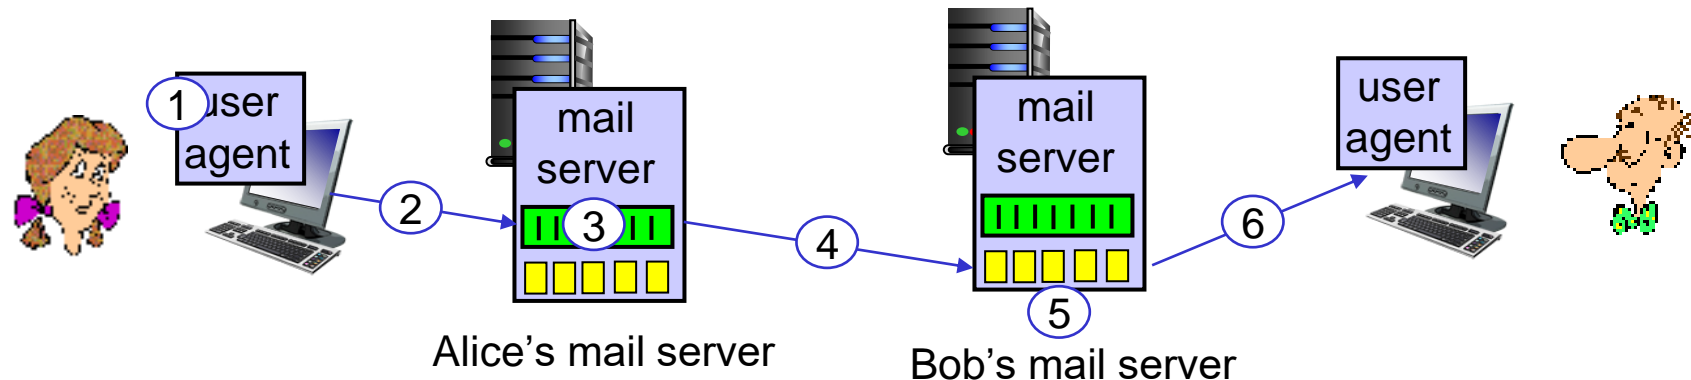 1
user
agent
2
mail
server
3
4
mail
server
5
6
user
agent
Alice's mail server
Bob's mail server